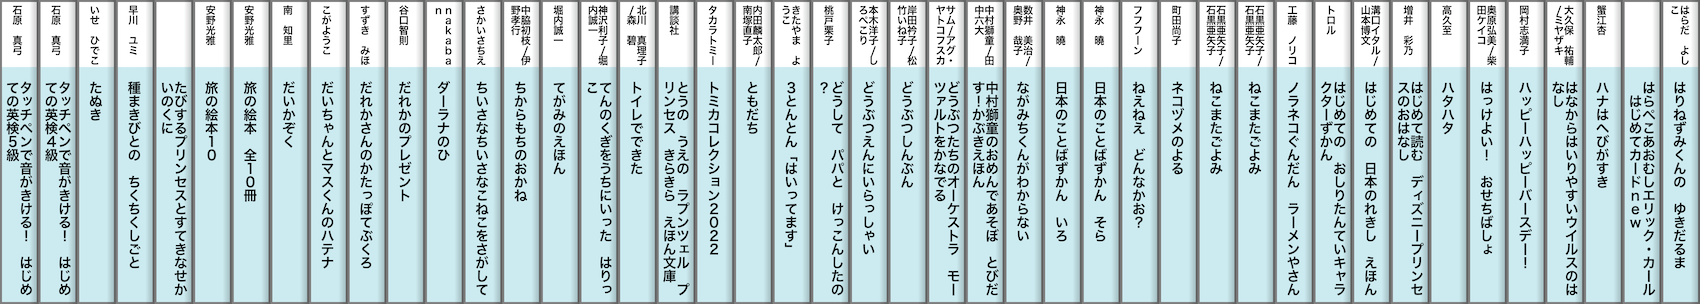 はらだ よし
こ
はりねずみくんの ゆきだるま
はらぺこあおむしエリック・カール
はじめてカードｎｅｗ
蟹江杏
ハナはへびがすき
大久保 祐輔
/ミヤザキ
はなからはいりやすいウイルスのは
なし
岡村志満子
ハッピーハッピーバースデー！
奥原弘美/柴
田ケイコ
はっけよい！ おせちばしょ
高久至
ハタハタ
増井 彩乃
はじめて読む ディズニープリンセ
スのおはなし
溝口イタル/
山本博文
はじめての 日本のれきし えほん
トロル
はじめての おしりたんていキャラ
クターずかん
工藤 ノリコ
ノラネコぐんだん ラーメンやさん
石黒亜矢子/
石黒亜矢子
ねこまたごよみ
石黒亜矢子/
石黒亜矢子
ねこまたごよみ
町田尚子
ネコヅメのよる
フフフーン
ねえねえ どんなかお？
神永 曉
日本のことばずかん そら
神永 曉
日本のことばずかん いろ
数井 美治/
奥野 哉子
ながみちくんがわからない
中村獅童/田
中六大
中村獅童のおめんであそぼ とびだ
す！かぶきえほん
サム/アグ・
ヤトコフスカ
どうぶつたちのオーケストラ モー
ツァルトをかなでる
岸田衿子/松
竹いね子
どうぶつしんぶん
本木洋子/し
ろぺこり
どうぶつえんにいらっしゃい
桃戸栗子
どうして パパと けっこんしたの
？
きたやま よ
うこ
３とんとん「はいってます」
内田麟太郎/
南塚直子
ともだち
タカラトミー
トミカコレクション２０２２
講談社
とうの うえの ラプンツェル プ
リンセス きらきら えほん文庫
北川 真理子
/森 碧
トイレでできた
神沢利子/堀
内誠一
てんのくぎをうちにいった はりっ
こ
堀内誠一
てがみのえほん
中脇初枝/伊
野孝行
ちからもちのおかね
さかいさちえ
ちいさなちいさなこねこをさがして
ｎａｋａｂａ
ｎ
ダーラナのひ
谷口智則
だれかのプレゼント
すずき みほ
だれかさんのかたっぽてぶくろ
こがようこ
だいちゃんとマスくんのハテナ
南 知里
だいかぞく
安野光雅
旅の絵本 全１０冊
安野光雅
旅の絵本１０
たびするプリンセスとすてきなせか
いのくに
早川 ユミ
種まきびとの ちくちくしごと
いせ ひでこ
たぬき
石原 真弓
タッチペンで音がきける！ はじめ
ての英検４級
石原 真弓
タッチペンで音がきける！ はじめ
ての英検５級